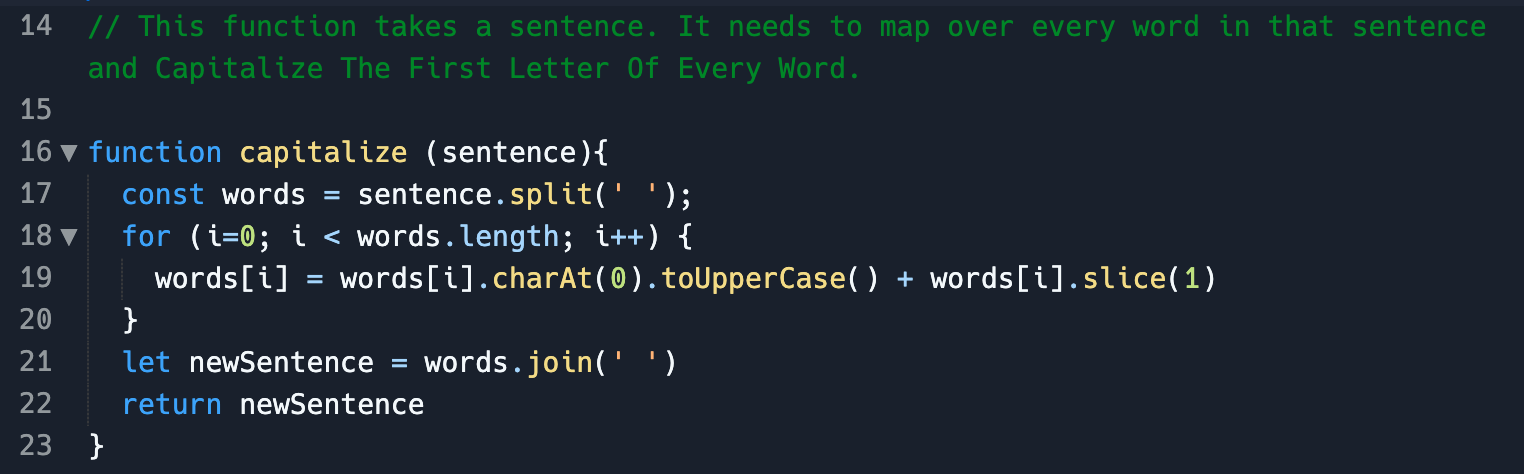 14 // This function takes a sentence. It needs to map over every word in that sentence
and Capitalize The First Letter Of Every Word.
15
16 ▼ function capitalize (sentence){
17   const words = sentence.split(' ');
18 ▼   for (i=0; i < words.length; i++) {
19     words[i] = words[i].charAt(0).toUpperCase() + words[i].slice(1)
20   }
21   let newSentence = words.join(' ')
22   return newSentence
23 }